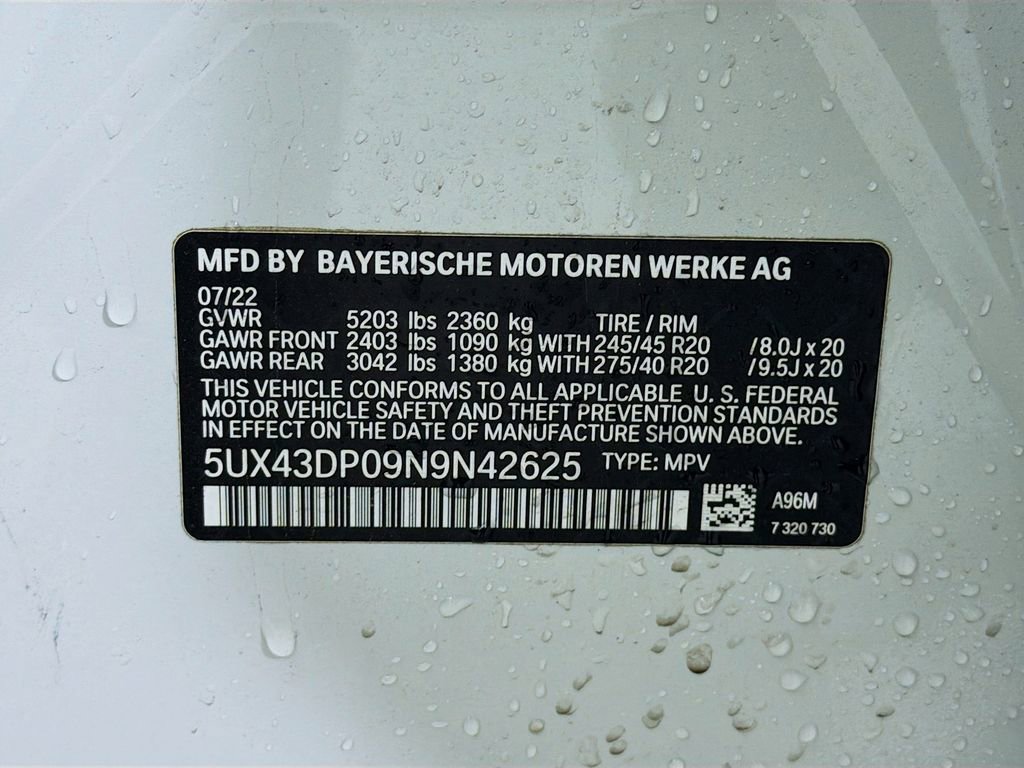 MFD BY BAYERISCHE MOTOREN WERKE AG
07/22
GVWR 5203 lbs 2360 kg TIRE / RIM
GAWR FRONT 2403 lbs 1090 kg WITH 245/45 R20 /8.0J x 20
GAWR REAR 3042 lbs 1380 kg WITH 275/40 R20 /9.5J x 20
THIS VEHICLE CONFORMS TO ALL APPLICABLE U. S. FEDERAL
MOTOR VEHICLE SAFETY AND THEFT PREVENTION STANDARDS
IN EFFECT ON THE DATE OF MANUFACTURE SHOWN ABOVE.
5UX43DP09N9N42625 TYPE: MPV
A96M
7 320 730